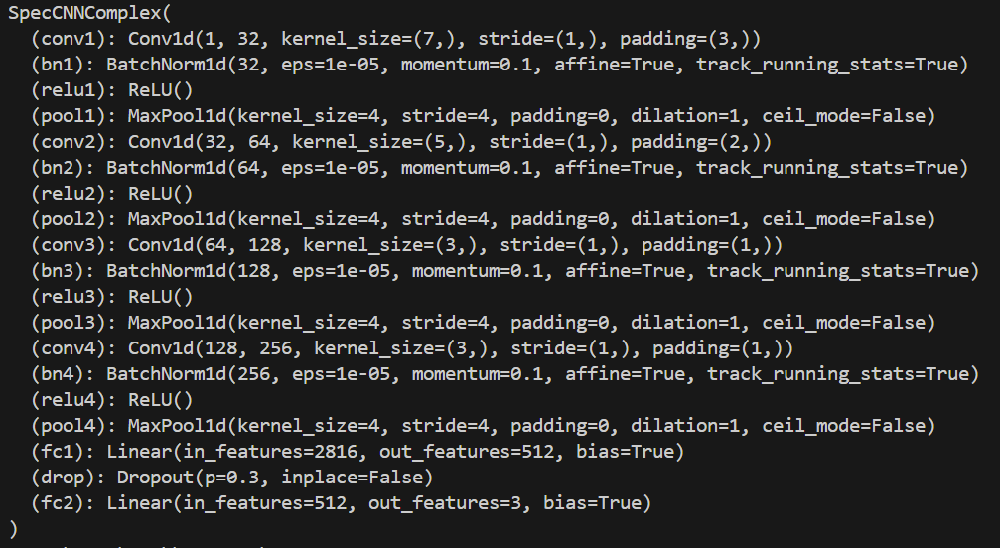 SpecCNNComplex(
  (conv1): Conv1d(1, 32, kernel_size=(7,), stride=(1,), padding=(3,))
  (bn1): BatchNorm1d(32, eps=1e-05, momentum=0.1, affine=True, track_running_stats=True)
  (relu1): ReLU()
  (pool1): MaxPool1d(kernel_size=4, stride=4, padding=0, dilation=1, ceil_mode=False)
  (conv2): Conv1d(32, 64, kernel_size=(5,), stride=(1,), padding=(2,))
  (bn2): BatchNorm1d(64, eps=1e-05, momentum=0.1, affine=True, track_running_stats=True)
  (relu2): ReLU()
  (pool2): MaxPool1d(kernel_size=4, stride=4, padding=0, dilation=1, ceil_mode=False)
  (conv3): Conv1d(64, 128, kernel_size=(3,), stride=(1,), padding=(1,))
  (bn3): BatchNorm1d(128, eps=1e-05, momentum=0.1, affine=True, track_running_stats=True)
  (relu3): ReLU()
  (pool3): MaxPool1d(kernel_size=4, stride=4, padding=0, dilation=1, ceil_mode=False)
  (conv4): Conv1d(128, 256, kernel_size=(3,), stride=(1,), padding=(1,))
  (bn4): BatchNorm1d(256, eps=1e-05, momentum=0.1, affine=True, track_running_stats=True)
  (relu4): ReLU()
  (pool4): MaxPool1d(kernel_size=4, stride=4, padding=0, dilation=1, ceil_mode=False)
  (fc1): Linear(in_features=2816, out_features=512, bias=True)
  (drop): Dropout(p=0.3, inplace=False)
  (fc2): Linear(in_features=512, out_features=3, bias=True)
)